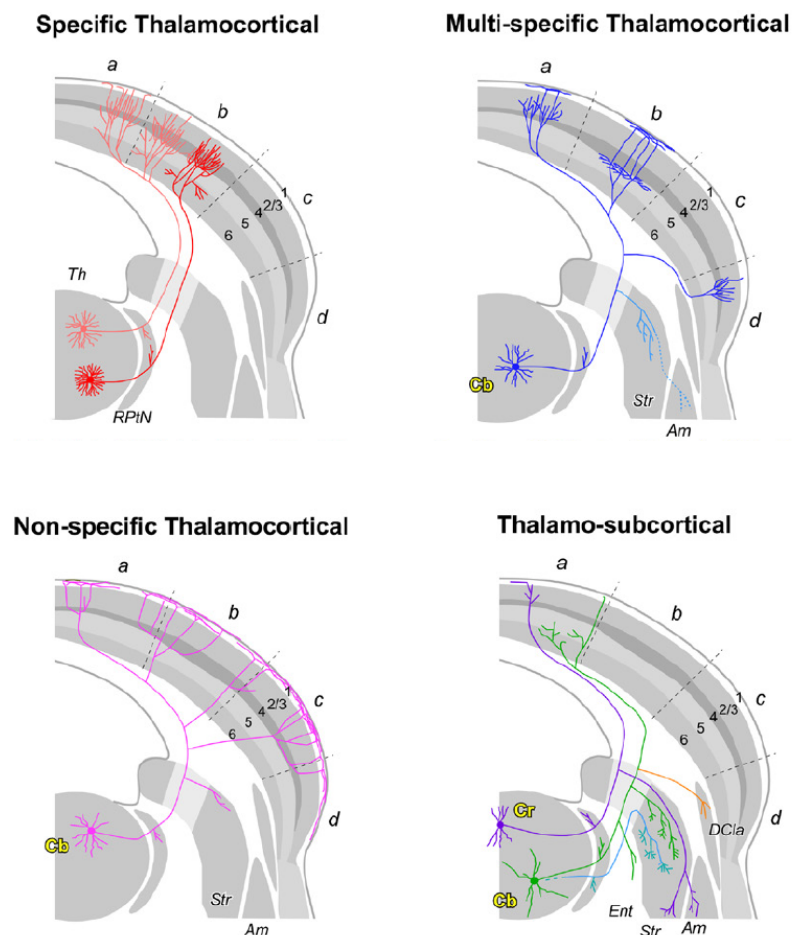 Specific Thalamocortical
a
b
c
d
1
2/3
4
5
6
Th
RPtN
Multi-specific Thalamocortical
a
b
c
d
1
2/3
4
5
6
Cb
Str
Am
Non-specific Thalamocortical
a
b
c
d
1
2/3
4
5
6
Cb
Str
Am
Thalamo-subcortical
a
b
c
d
1
2/3
4
5
6
Cr
Cb
DCla
Ent
Str
Am